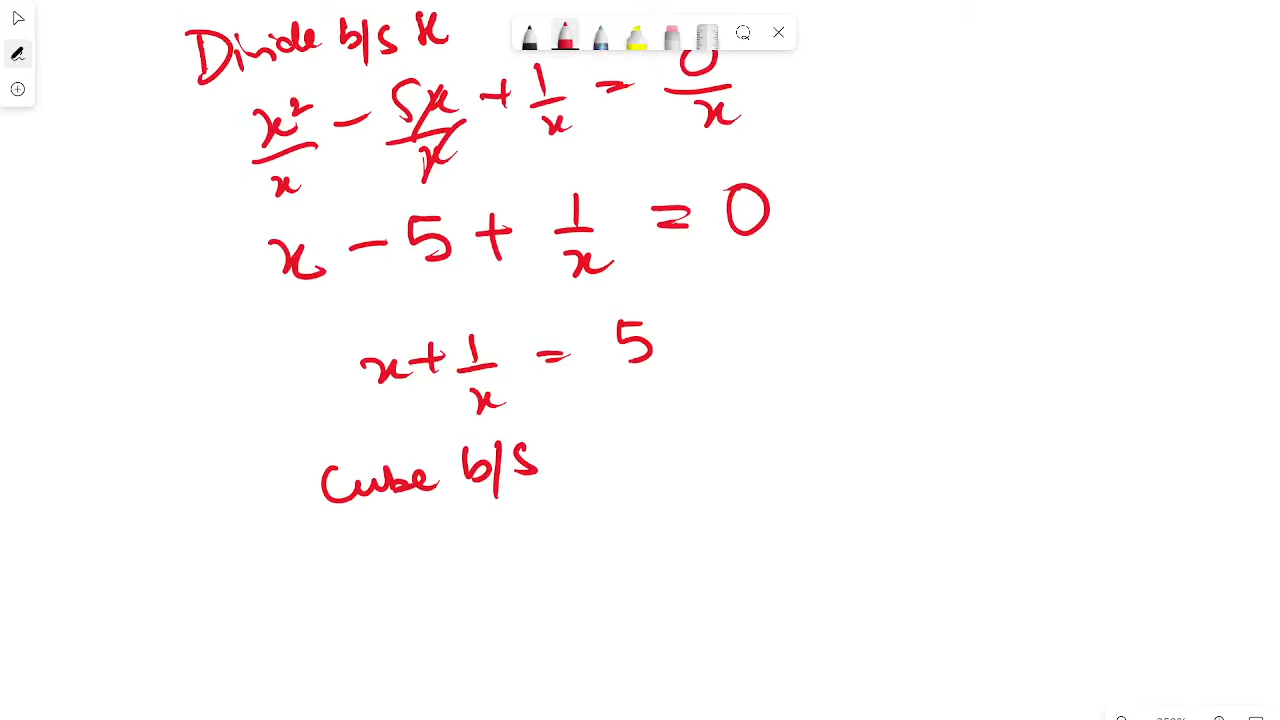 Divide b/s x
x²/x - 5x/x + 1/x = 0/x
x - 5 + 1/x = 0
x + 1/x = 5
Cube b/s